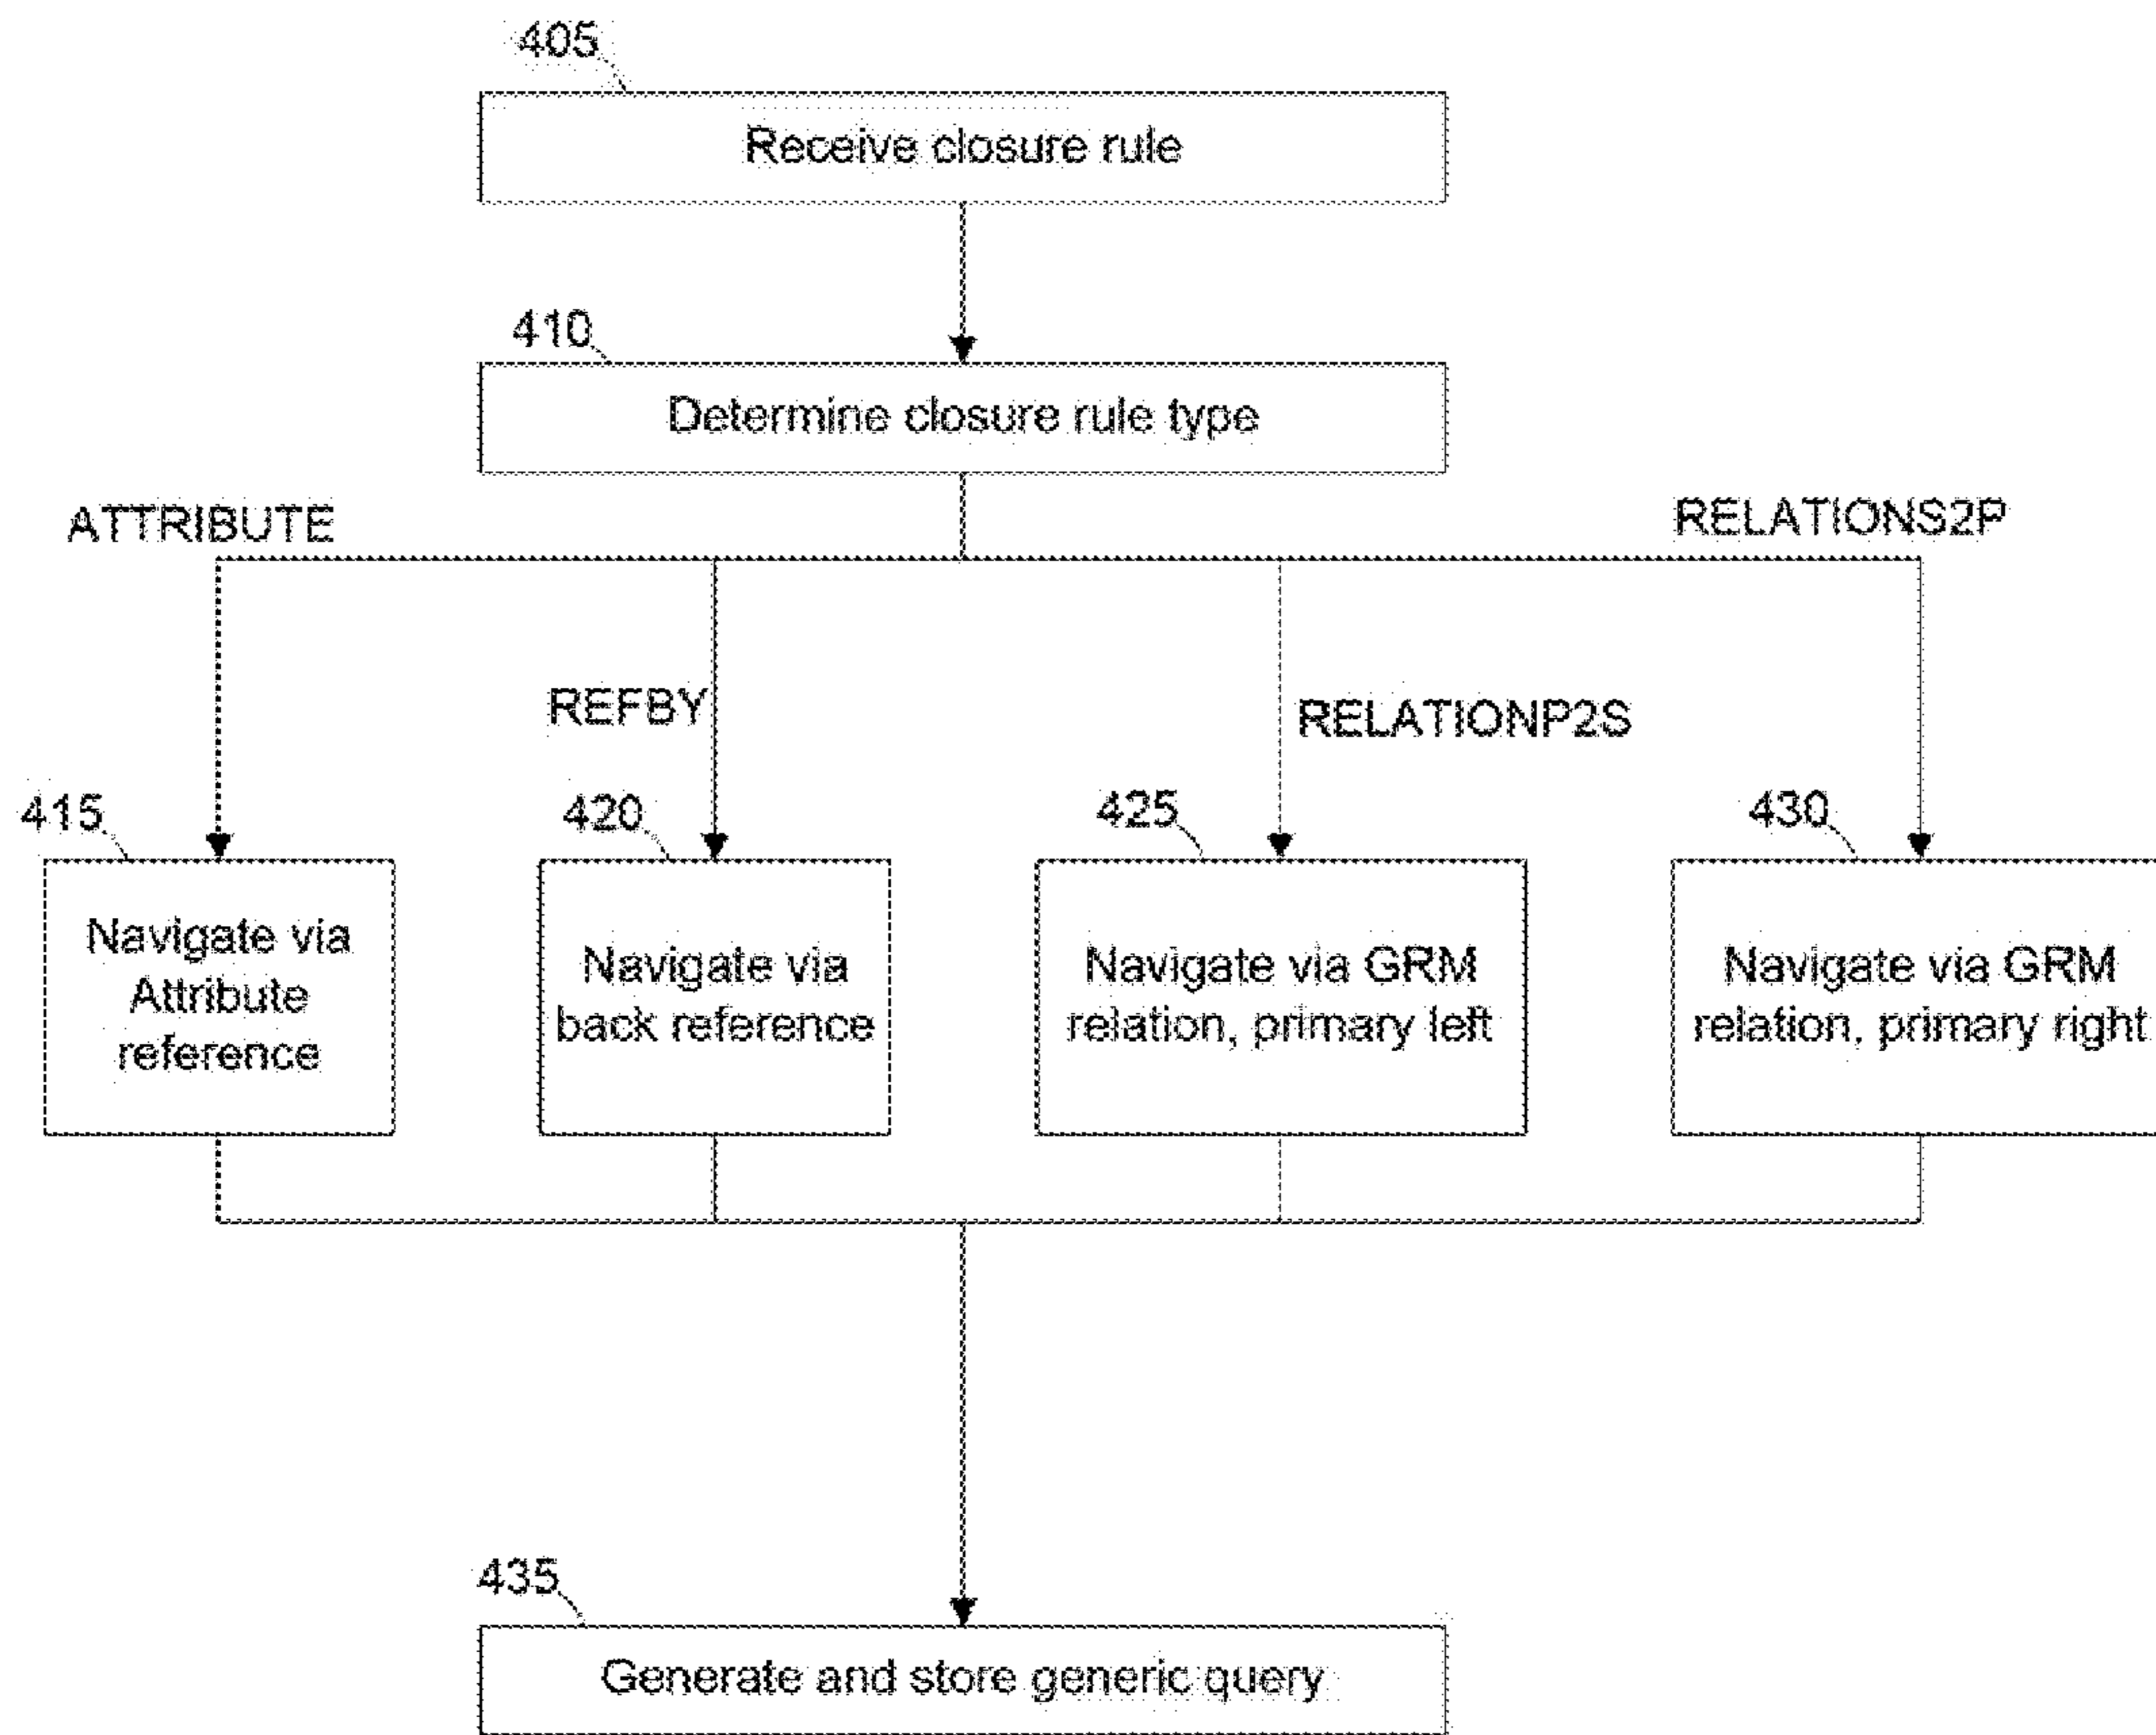 405
Receive closure rule
410
Determine closure rule type
ATTRIBUTE
RELATIONS2P
REFBY
RELATIONP2S
415
420
425
430
Navigate via
Attribute
reference
Navigate via
back reference
Navigate via GRM
relation, primary left
Navigate via GRM
relation, primary right
435
Generate and store generic query